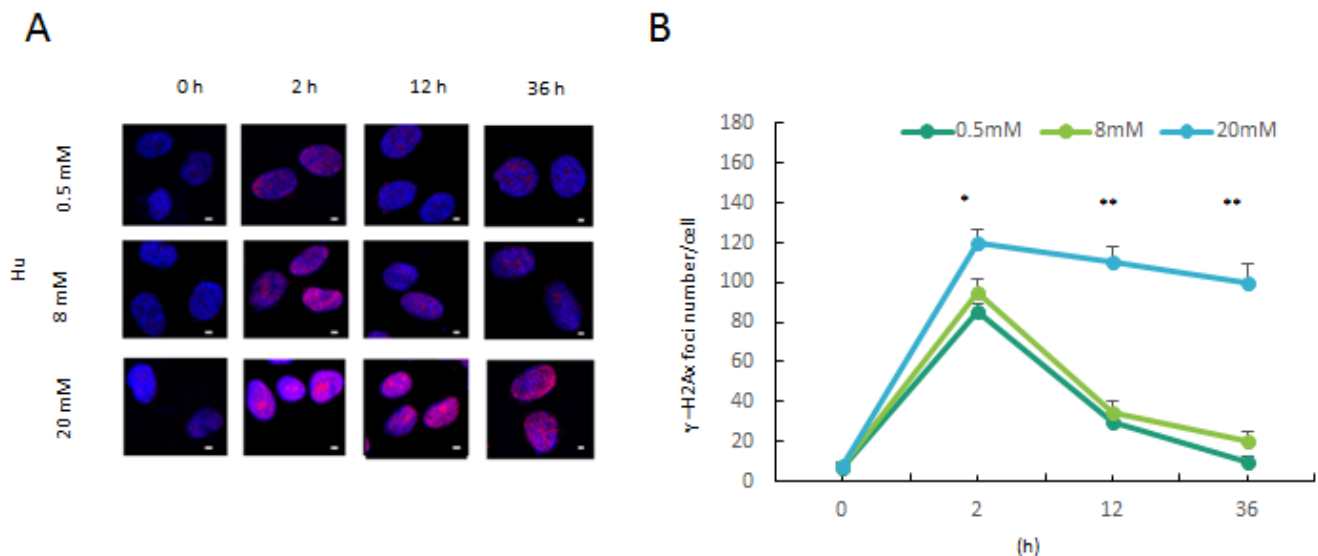 A
0 h 2 h 12 h 36 h
0.5 mM
8 mM
20 mM
Hu
B
0.5mM 8mM 20mM
180
160
140
120
100
80
60
40
20
0
* ** **
γ–H2Ax foci number/cell
0 2 12 36
(h)